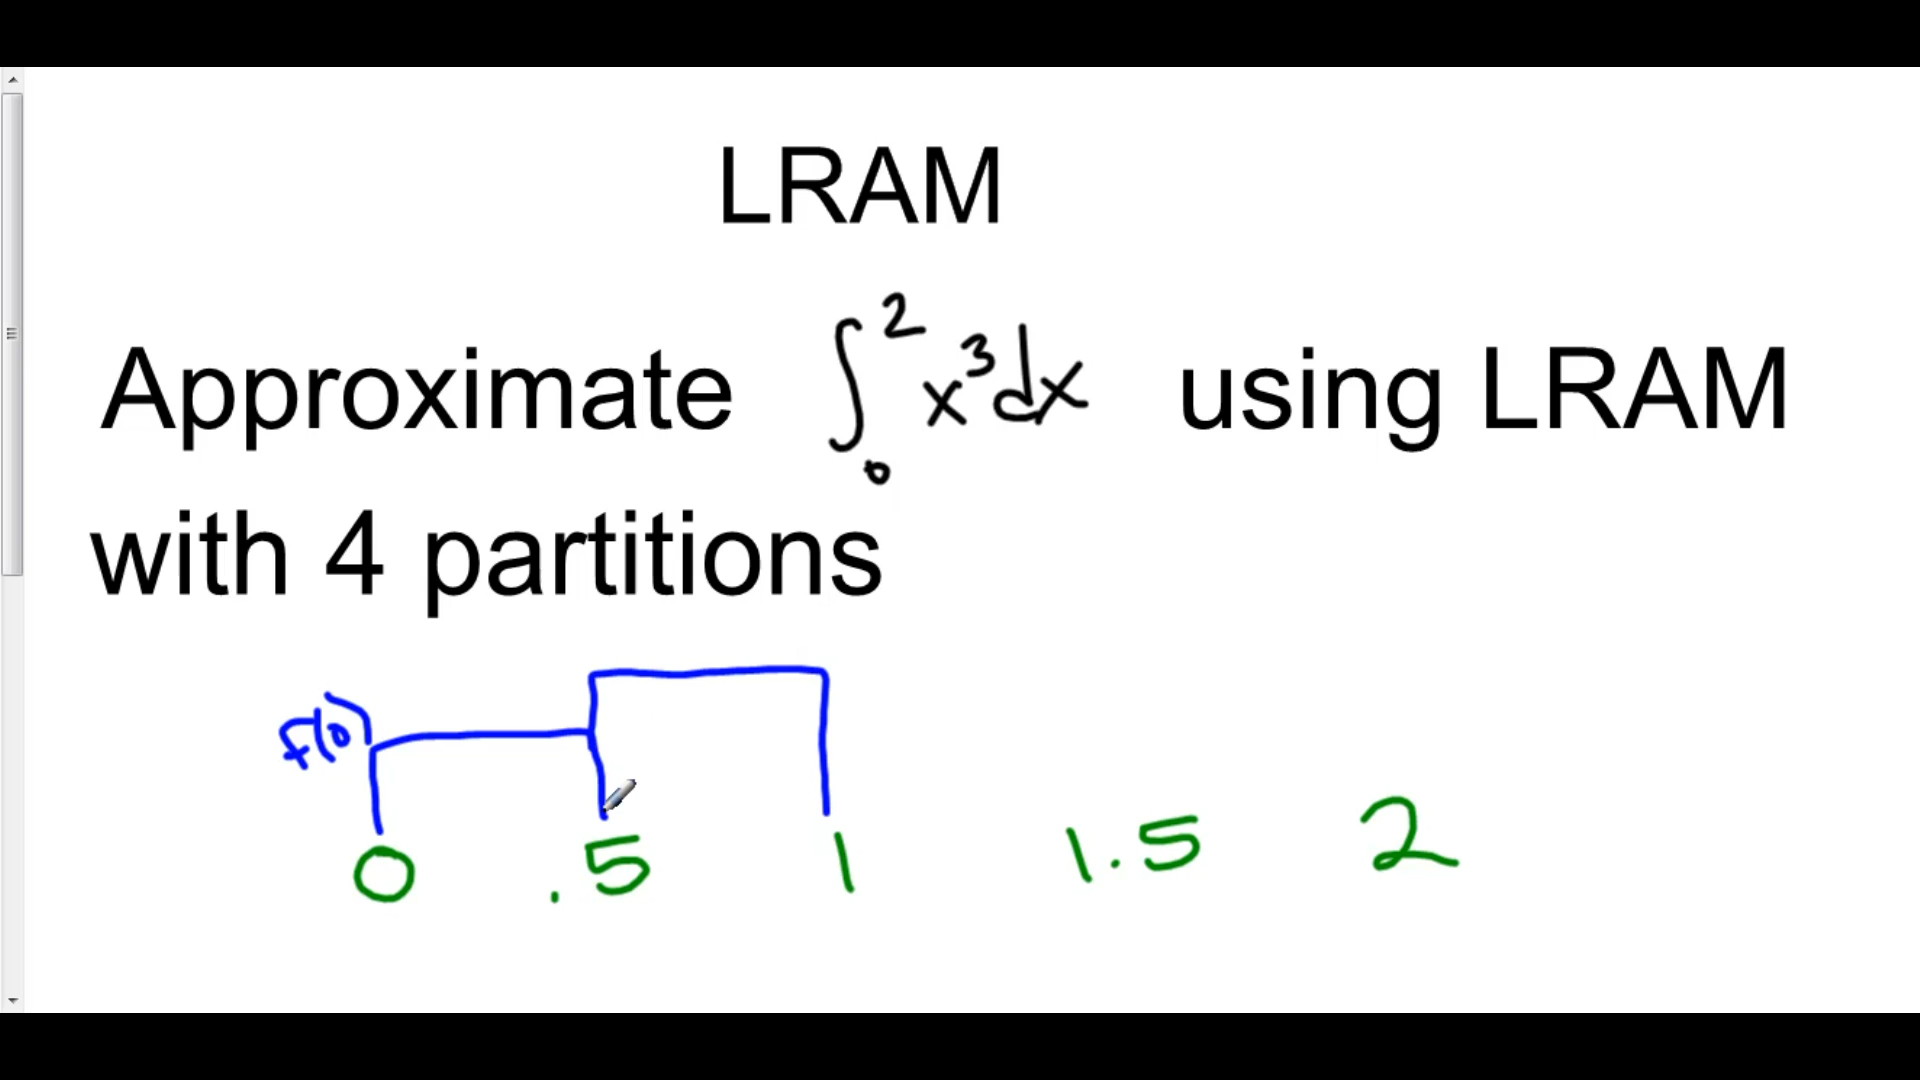 LRAM
Approximate ∫₀² x³dx using LRAM
with 4 partitions
f(0)
0 .5 1 1.5 2